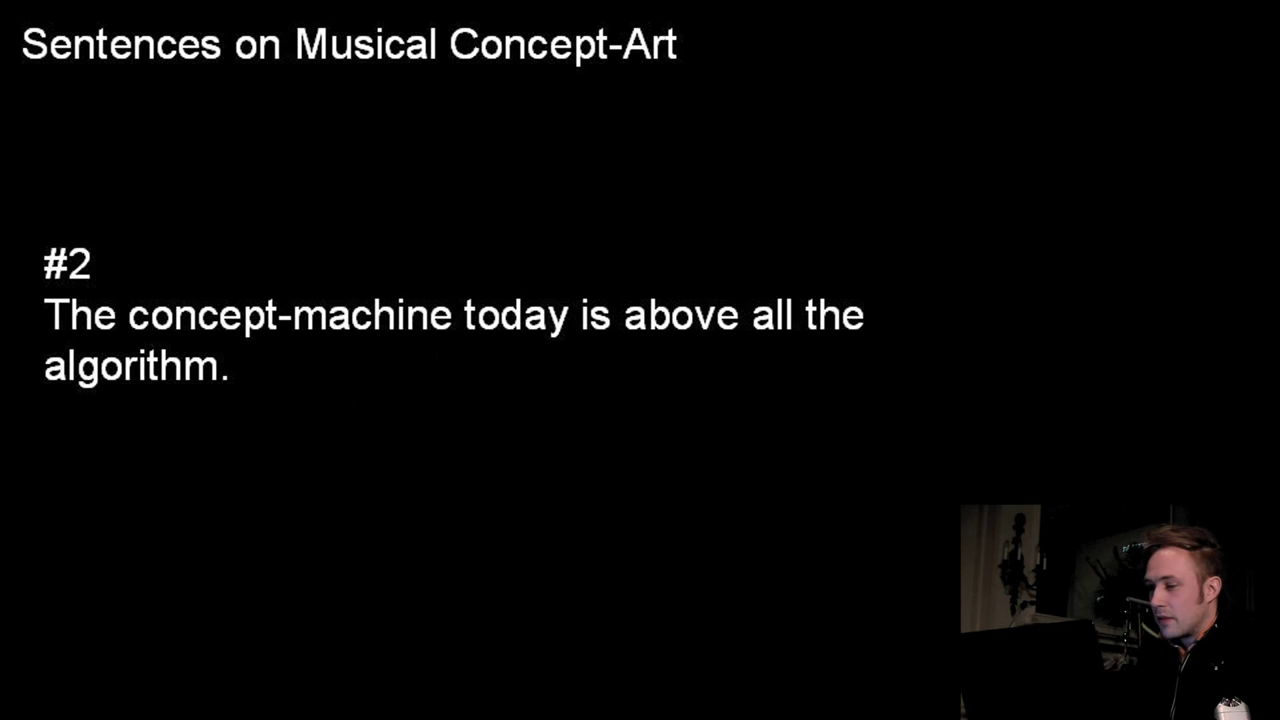 Sentences on Musical Concept-Art
#2
The concept-machine today is above all the
algorithm.